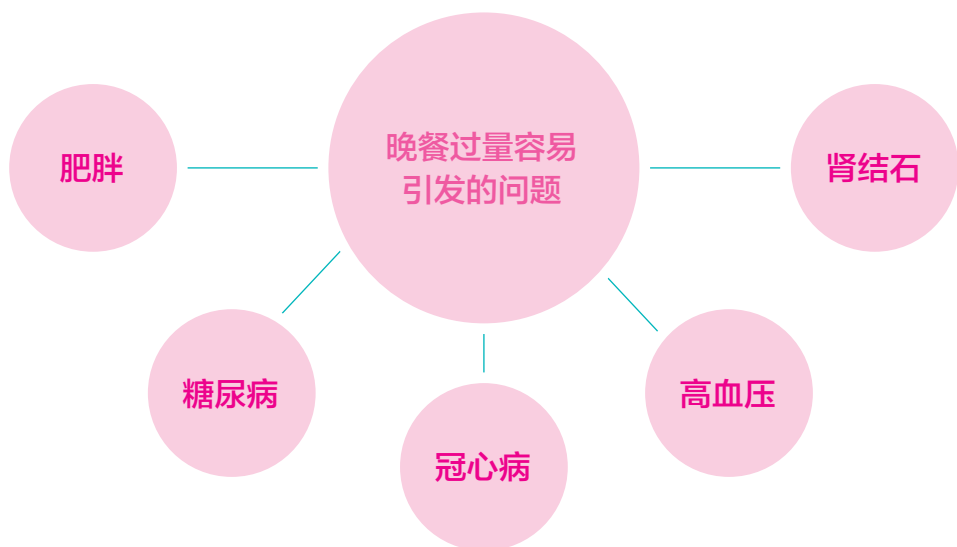 晚餐过量容易
引发的问题
肥胖
肾结石
糖尿病
高血压
冠心病